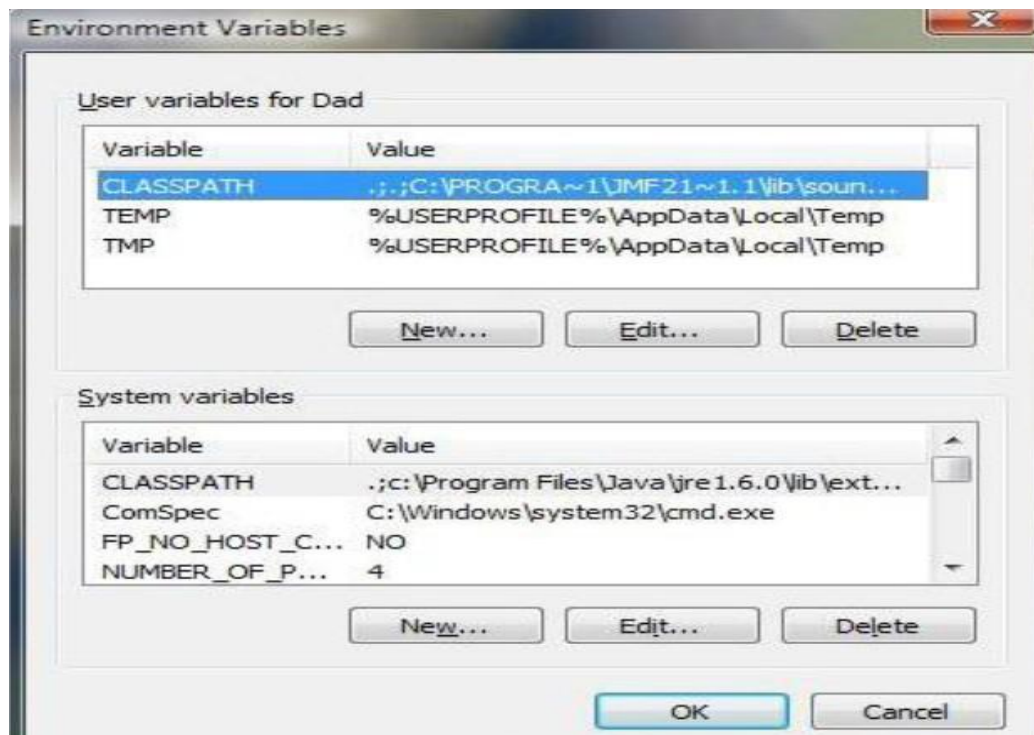 Environment Variables
User variables for Dad
Variable Value
CLASSPATH .;.;C:\PROGRA~1\JMF21~1.1\lib\soun...
TEMP %USERPROFILE%\AppData\Local\Temp
TMP %USERPROFILE%\AppData\Local\Temp
New... Edit... Delete
System variables
Variable Value
CLASSPATH .;c:\Program Files\Java\jre1.6.0\lib\ext...
ComSpec C:\Windows\system32\cmd.exe
FP_NO_HOST_C... NO
NUMBER_OF_P... 4
New... Edit... Delete
OK Cancel